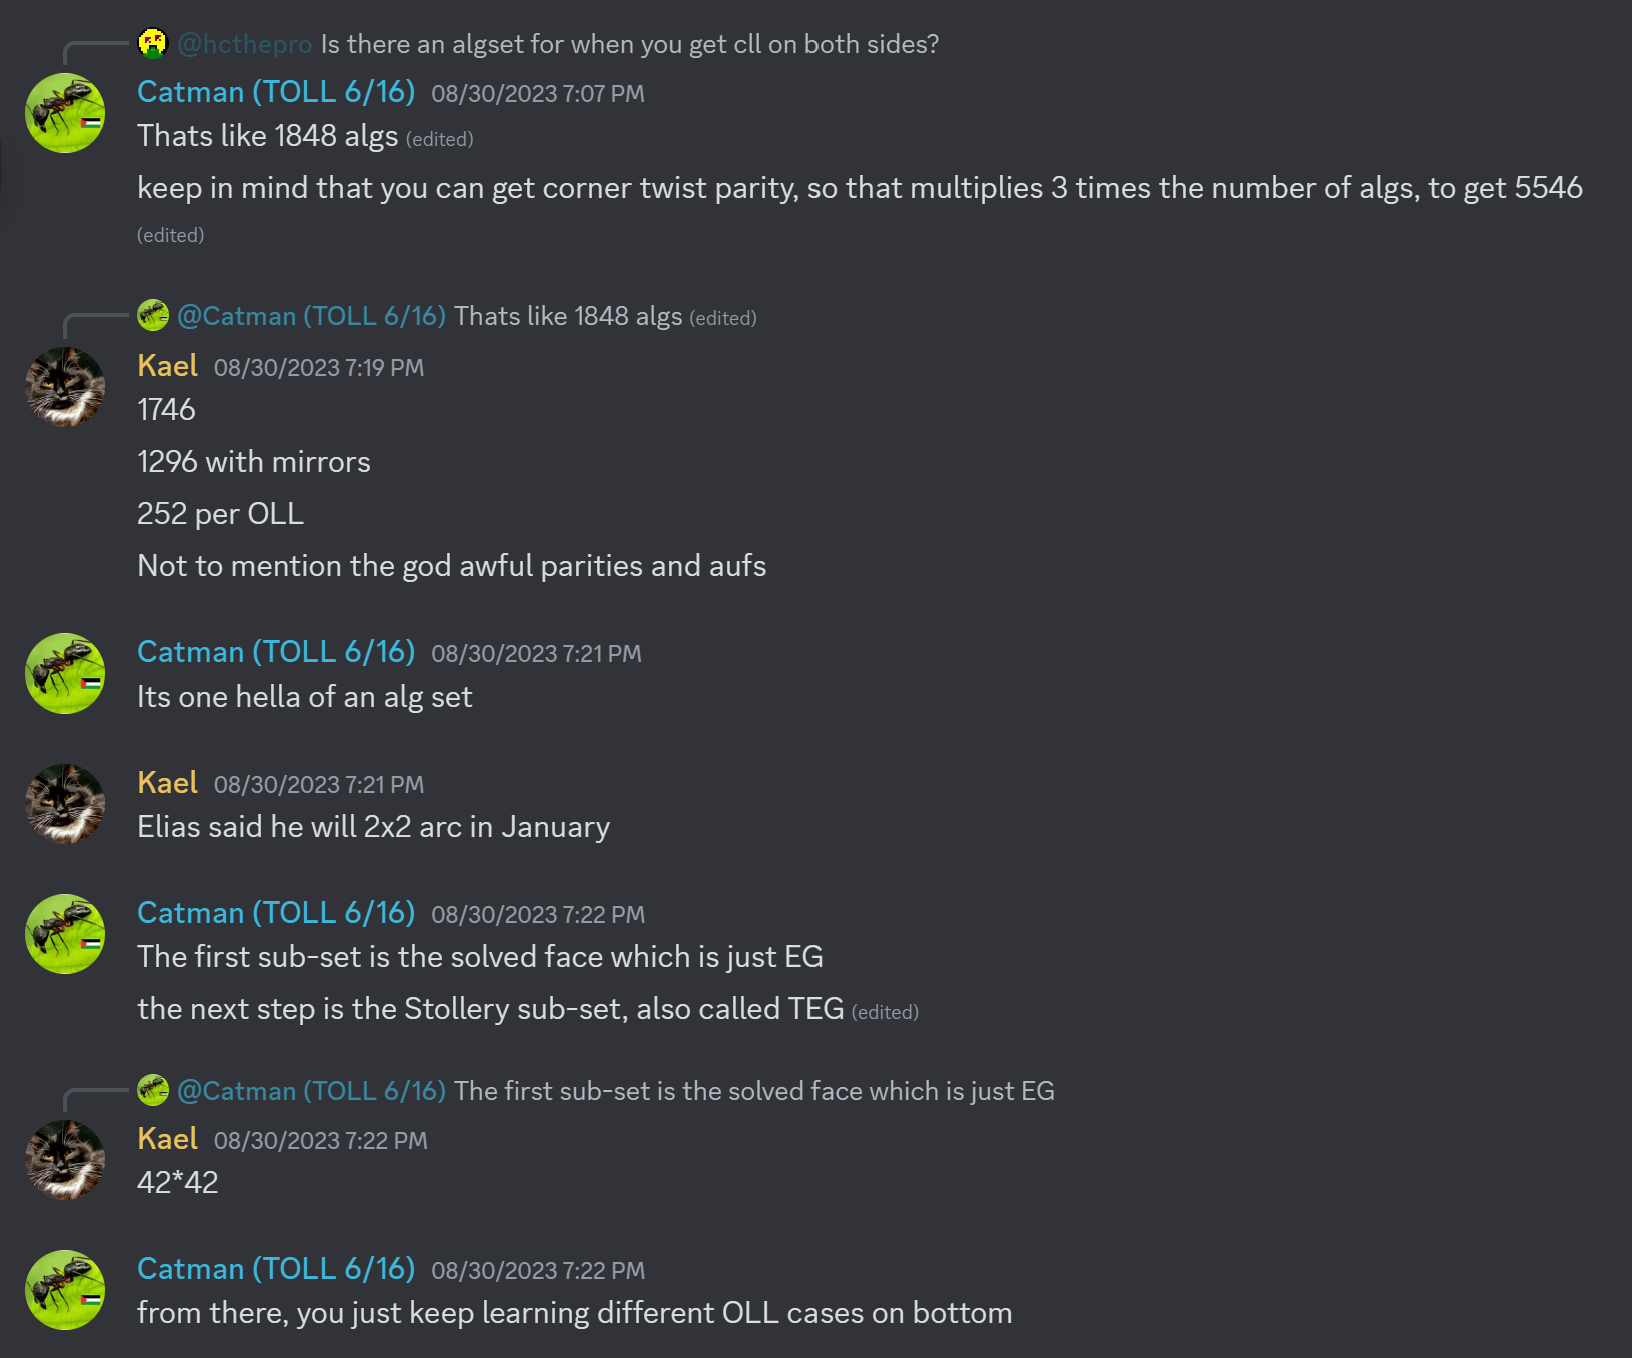 @hcthepro Is there an algset for when you get cll on both sides?
Catman (TOLL 6/16) 08/30/2023 7:07 PM
Thats like 1848 algs (edited)
keep in mind that you can get corner twist parity, so that multiplies 3 times the number of algs, to get 5546
(edited)
@Catman (TOLL 6/16) Thats like 1848 algs (edited)
Kael 08/30/2023 7:19 PM
1746
1296 with mirrors
252 per OLL
Not to mention the god awful parities and aufs
Catman (TOLL 6/16) 08/30/2023 7:21 PM
Its one hella of an alg set
Kael 08/30/2023 7:21 PM
Elias said he will 2x2 arc in January
Catman (TOLL 6/16) 08/30/2023 7:22 PM
The first sub-set is the solved face which is just EG
the next step is the Stollery sub-set, also called TEG (edited)
@Catman (TOLL 6/16) The first sub-set is the solved face which is just EG
Kael 08/30/2023 7:22 PM
42*42
Catman (TOLL 6/16) 08/30/2023 7:22 PM
from there, you just keep learning different OLL cases on bottom